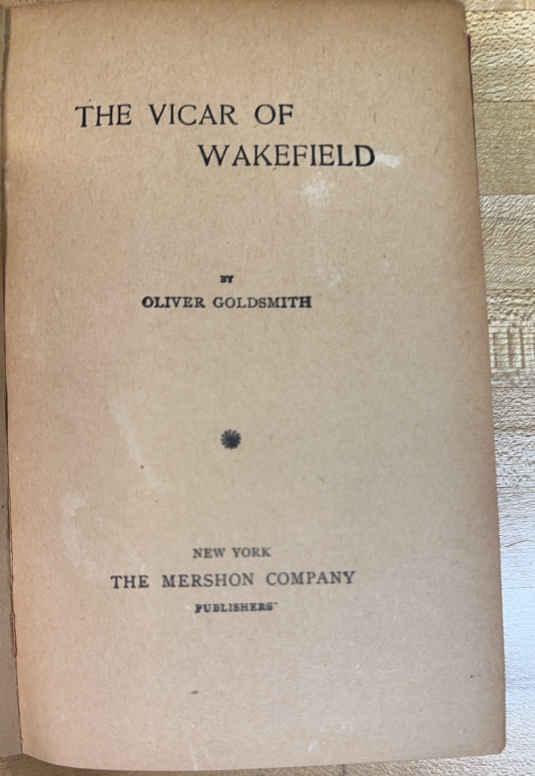 THE VICAR OF
WAKEFIELD
BY
OLIVER GOLDSMITH
NEW YORK
THE MERSHON COMPANY
PUBLISHERS